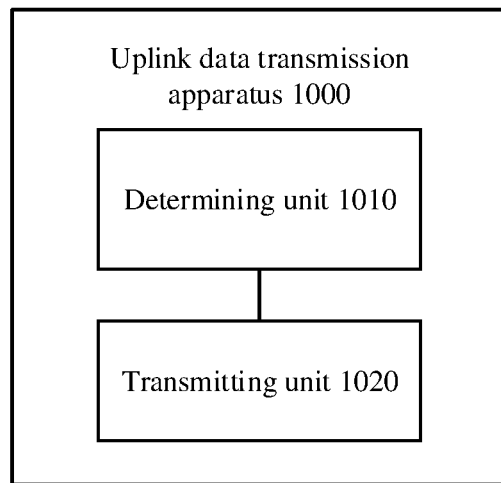 Uplink data transmission
apparatus 1000
Determining unit 1010
Transmitting unit 1020